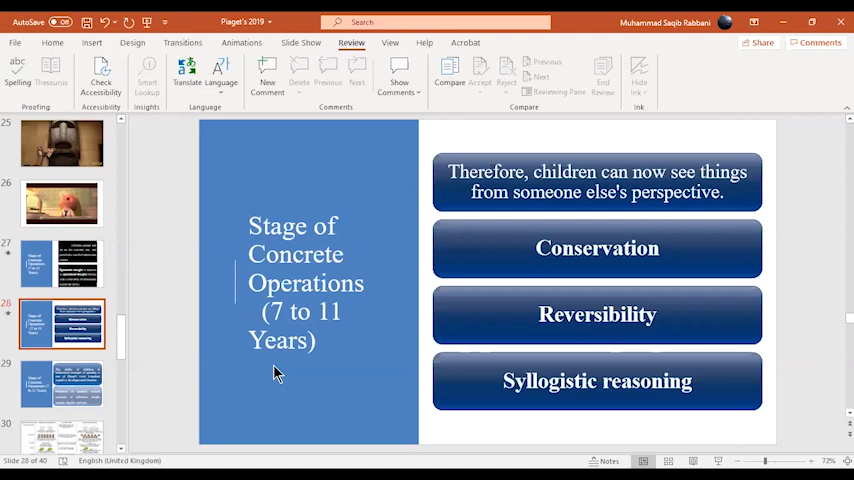 AutoSave Off
Piaget's 2019
Search
Muhammad Saqib Rabbani
File Home Insert Draw Design Transitions Animations Slide Show Review View Help Acrobat
Share Comments
abc
Spelling Thesaurus
Check Accessibility
Smart Lookup
Translate Language
New Comment
Delete Previous Next
Show Comments
Compare Accept Reject
Previous
Next
Reviewing Pane
End Review
Hide Ink
Proofing Accessibility Insights Language Comments Compare Ink
25
26
27
28
29
30
Stage of
Concrete
Operations
(7 to 11
Years)
Therefore, children can now see things
from someone else's perspective.
Conservation
Reversibility
Syllogistic reasoning
Slide 28 of 40
English (United Kingdom)
Notes
72%